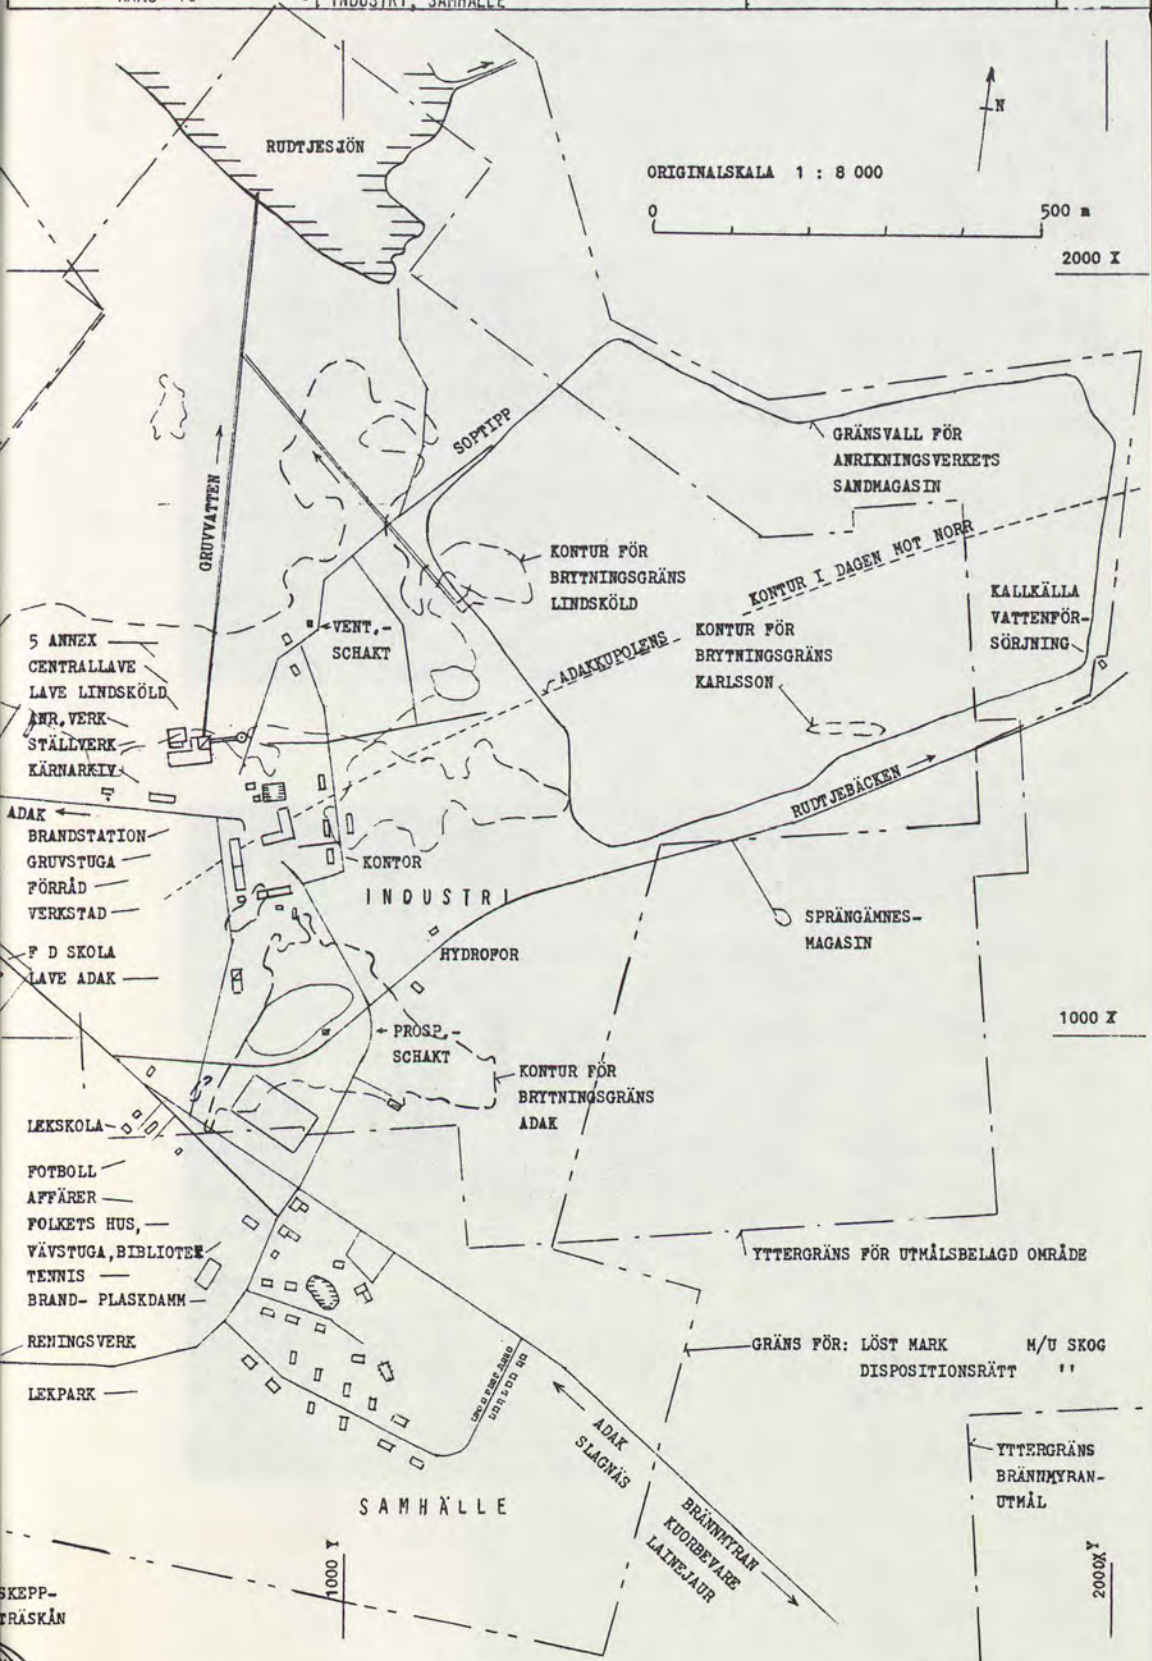 INDUSTRI, SAMHÄLLE
N
RUDTJESJÖN
ORIGINALSKALA 1 : 8 000
0 500 m
2000 X
SOPTIPP
GRÄNSVALL FÖR
ANRIKNINGSVERKETS
SANDMAGASIN
GRUVVATTEN
KONTUR FÖR
BRYTNINGSGRÄNS
LINDSKÖLD
KONTUR I DAGEN MOT NORR
KALLKÄLLA
VATTENFÖR-
SÖRJNING
VENT.-
SCHAKT
ADAKKUPOLENS
KONTUR FÖR
BRYTNINGSGRÄNS
KARLSSON
5 ANNEX
CENTRALLAVE
LAVE LINDSKÖLD
ANR.VERK
STÄLLVERK
KÄRNARKIV
ADAK
BRANDSTATION
GRUVSTUGA
FÖRRÅD
VERKSTAD
F D SKOLA
LAVE ADAK
RUDTJEBÄCKEN
KONTOR
INDUSTRI
SPRÄNGÄMNES-
MAGASIN
HYDROFOR
PROSP.-
SCHAKT
1000 X
KONTUR FÖR
BRYTNINGSGRÄNS
ADAK
LEKSKOLA
FOTBOLL
AFFÄRER
FOLKETS HUS,
VÄVSTUGA,BIBLIOTEK
TENNIS
BRAND- PLASKDAMM
RENINGSVERK
LEKPARK
YTTERGRÄNS FÖR UTMÅLSBELAGD OMRÅDE
GRÄNS FÖR: LÖST MARK M/U SKOG
DISPOSITIONSRÄTT ''
ADAK
SLAGNÄS
BRÄNNMYRAN
KUORBEVARE
LAINEJAUR
YTTERGRÄNS
BRÄNNMYRAN-
UTMÅL
SAMHÄLLE
1000 Y
2000 Y
SKEPP-
TRÄSKÅN